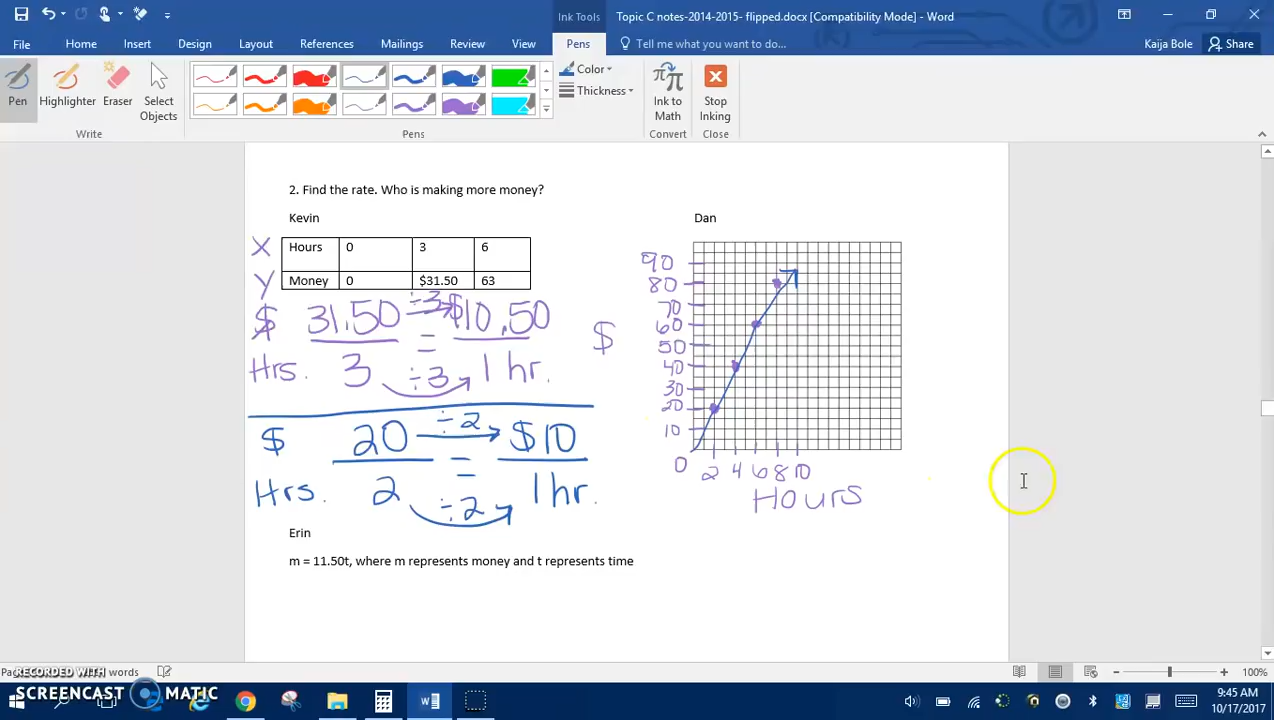 Ink Tools
Topic C notes-2014-2015- flipped.docx [Compatibility Mode] - Word
File Home Insert Design Layout References Mailings Review View Pens Tell me what you want to do... Kaija Bole Share
Pen Highlighter Eraser Select Objects
Color
Thickness
Ink to Math
Stop Inking
Write Pens Convert Close
2. Find the rate. Who is making more money?
Kevin
Dan
X Hours 0 3 6
Y Money 0 $31.50 63
$ 31.50 ÷3 $10.50
=
Hrs. 3 ÷3 1 hr.
$ 20 ÷2 $10
=
Hrs. 2 ÷2 1 hr.
$
90
80
70
60
50
40
30
20
10
0 2 4 6 8 10
Hours
Erin
m = 11.50t, where m represents money and t represents time
words
100%
RECORDED WITH
SCREENCAST MATIC
9:45 AM
10/17/2017